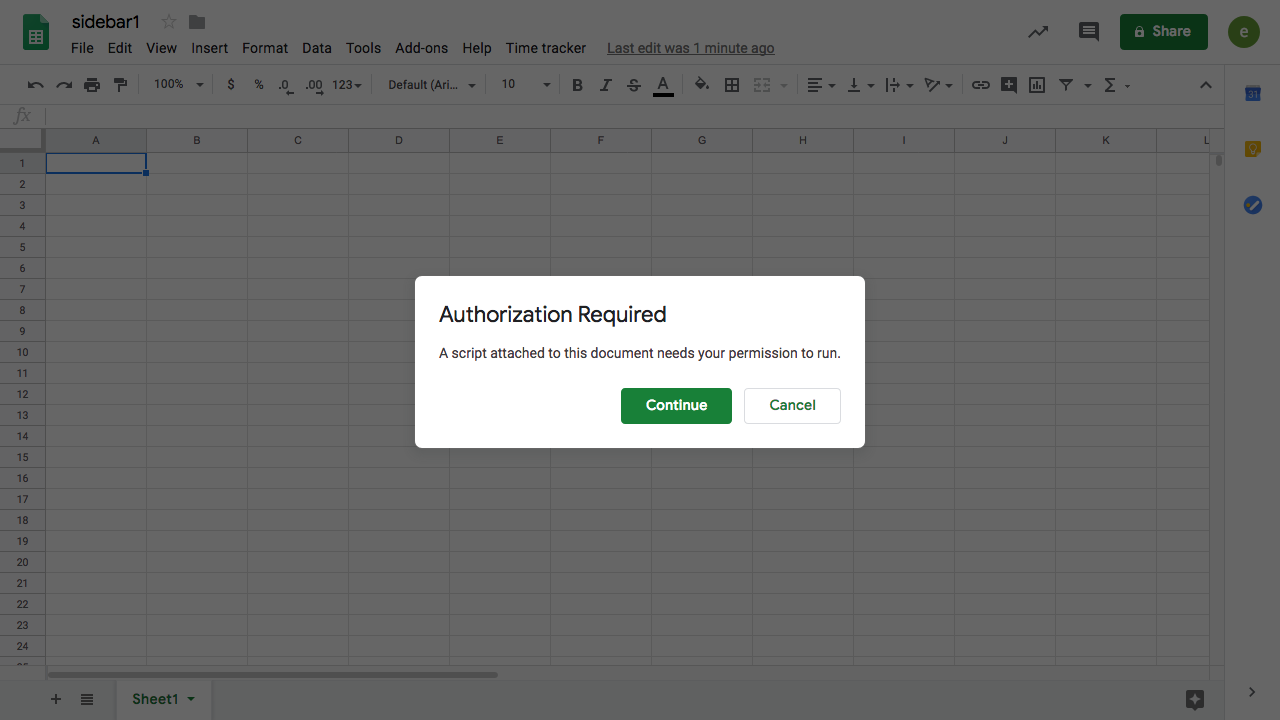 sidebar1
e
Share
File Edit View Insert Format Data Tools Add-ons Help Time tracker Last edit was 1 minute ago
100% $ % .0 .00 123 Default (Ari... 10 B I S A Σ
31
fx
A B C D E F G H I J K L
1
2
3
4
5
6
7
8
9
10
11
12
13
14
15
16
17
18
19
20
21
22
23
24
Authorization Required
A script attached to this document needs your permission to run.
Continue Cancel
Sheet1